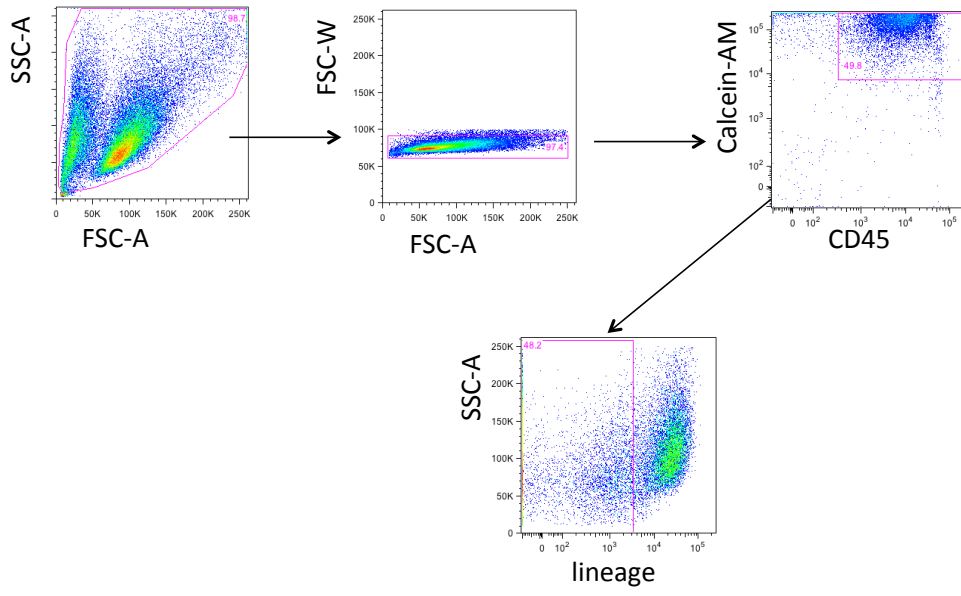 SSC-A
98.7
0 50K 100K 150K 200K 250K
FSC-A
FSC-W
250K
200K
150K
100K
50K
0
97.4
0 50K 100K 150K 200K 250K
FSC-A
Calcein-AM
10^5
10^4
10^3
10^2
0
49.8
0 10^2 10^3 10^4 10^5
CD45
SSC-A
250K
200K
150K
100K
50K
0
48.2
0 10^2 10^3 10^4 10^5
lineage